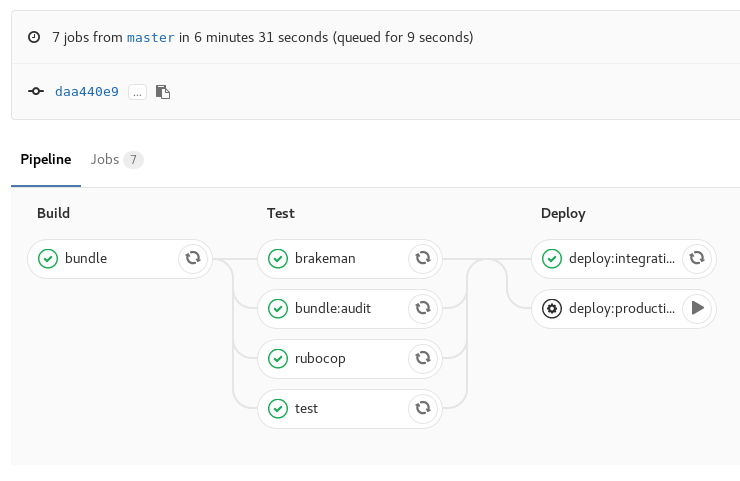 7 jobs from master in 6 minutes 31 seconds (queued for 9 seconds)
daa440e9 ...
Pipeline Jobs 7
Build Test Deploy
bundle brakeman deploy:integrati...
bundle:audit deploy:producti...
rubocop
test